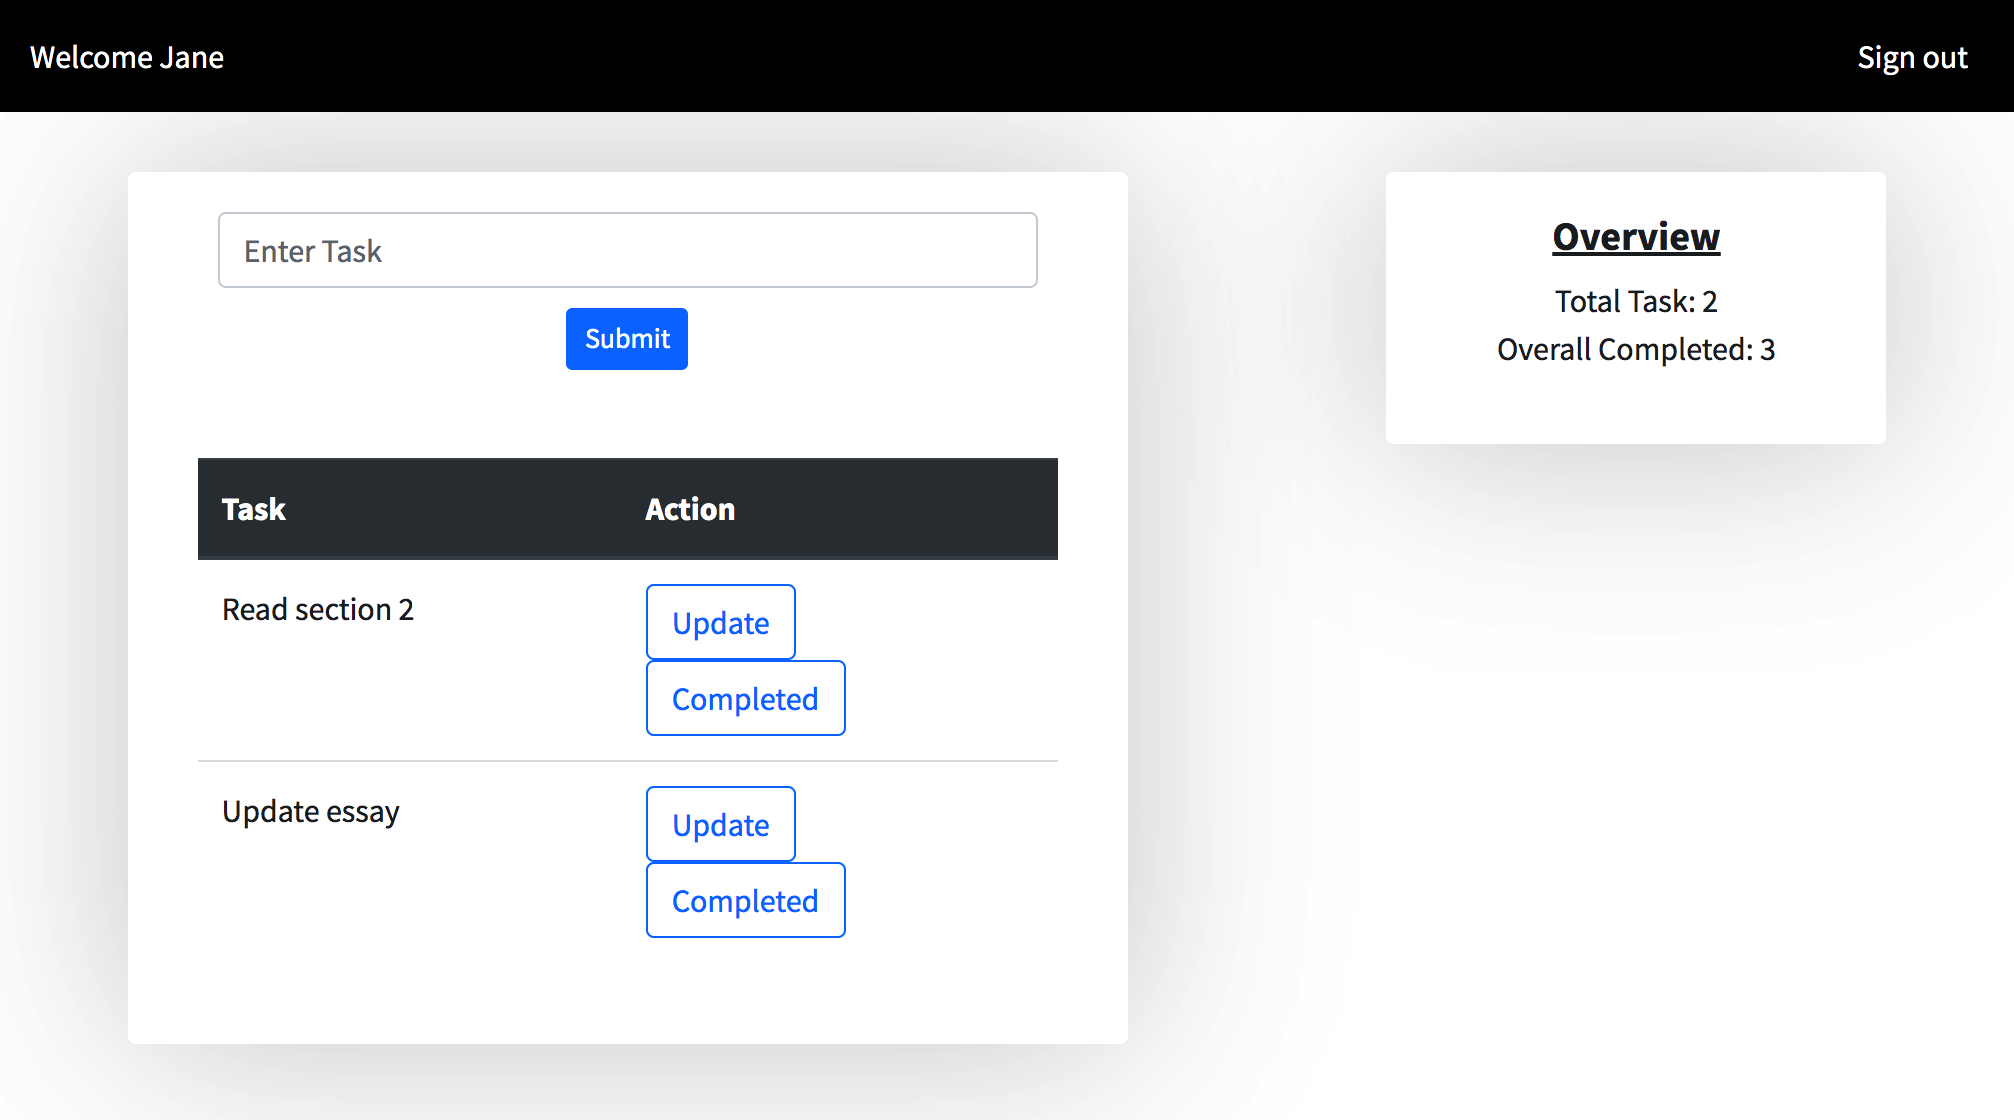 Welcome Jane
Sign out
Enter Task
Submit
Overview
Total Task: 2
Overall Completed: 3
Task Action
Read section 2
Update
Completed
Update essay
Update
Completed